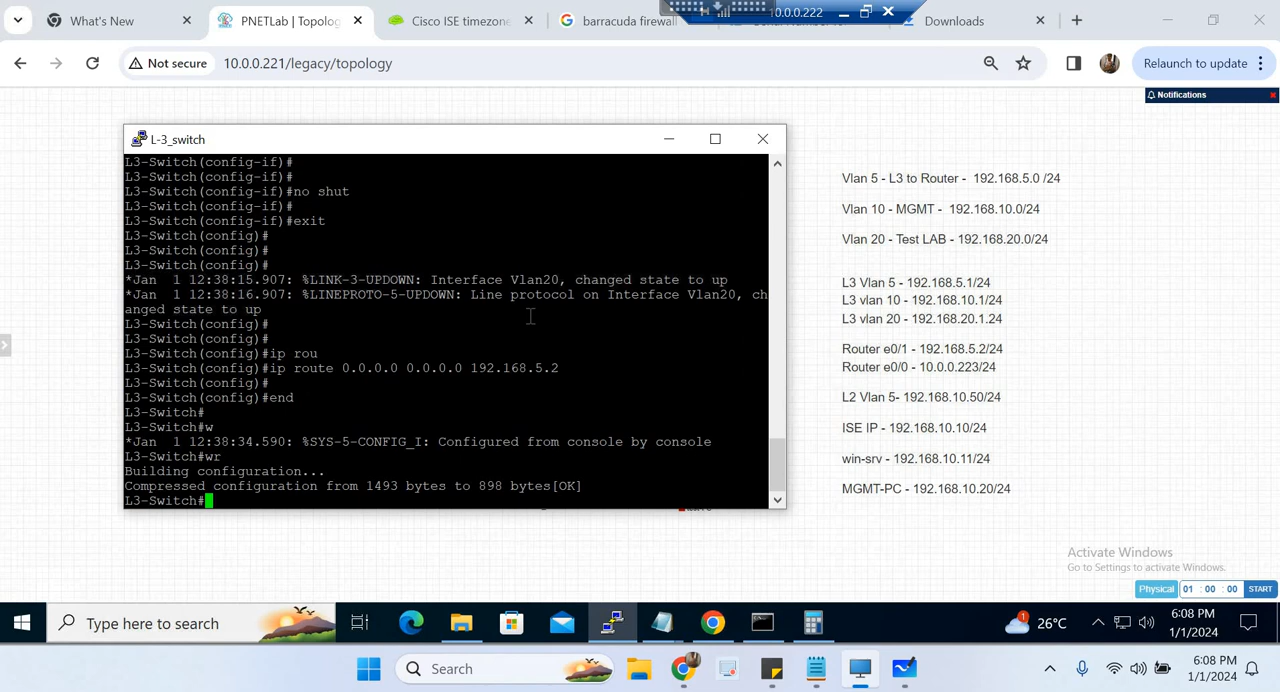 What's New
PNETLab | Topolog
Cisco ISE timezone
barracuda firewall
10.0.0.222
Downloads
Not secure
10.0.0.221/legacy/topology
Relaunch to update
Notifications
L-3_switch
L3-Switch(config-if)#
L3-Switch(config-if)#
L3-Switch(config-if)#no shut
L3-Switch(config-if)#
L3-Switch(config-if)#exit
L3-Switch(config)#
L3-Switch(config)#
L3-Switch(config)#
*Jan  1 12:38:15.907: %LINK-3-UPDOWN: Interface Vlan20, changed state to up
*Jan  1 12:38:16.907: %LINEPROTO-5-UPDOWN: Line protocol on Interface Vlan20, ch
anged state to up
L3-Switch(config)#
L3-Switch(config)#
L3-Switch(config)#ip rou
L3-Switch(config)#ip route 0.0.0.0 0.0.0.0 192.168.5.2
L3-Switch(config)#
L3-Switch(config)#end
L3-Switch#
L3-Switch#w
*Jan  1 12:38:34.590: %SYS-5-CONFIG_I: Configured from console by console
L3-Switch#wr
Building configuration...
Compressed configuration from 1493 bytes to 898 bytes[OK]
L3-Switch#
Vlan 5 - L3 to Router - 192.168.5.0 /24
Vlan 10 - MGMT - 192.168.10.0/24
Vlan 20 - Test LAB - 192.168.20.0/24
L3 Vlan 5 - 192.168.5.1/24
L3 vlan 10 - 192.168.10.1/24
L3 vlan 20 - 192.168.20.1.24
Router e0/1 - 192.168.5.2/24
Router e0/0 - 10.0.0.223/24
L2 Vlan 5- 192.168.10.50/24
ISE IP - 192.168.10.10/24
win-srv - 192.168.10.11/24
MGMT-PC - 192.168.10.20/24
Activate Windows
Go to Settings to activate Windows.
Physical 01 : 00 : 00 START
Type here to search
26°C
6:08 PM
1/1/2024
Search
6:08 PM
1/1/2024